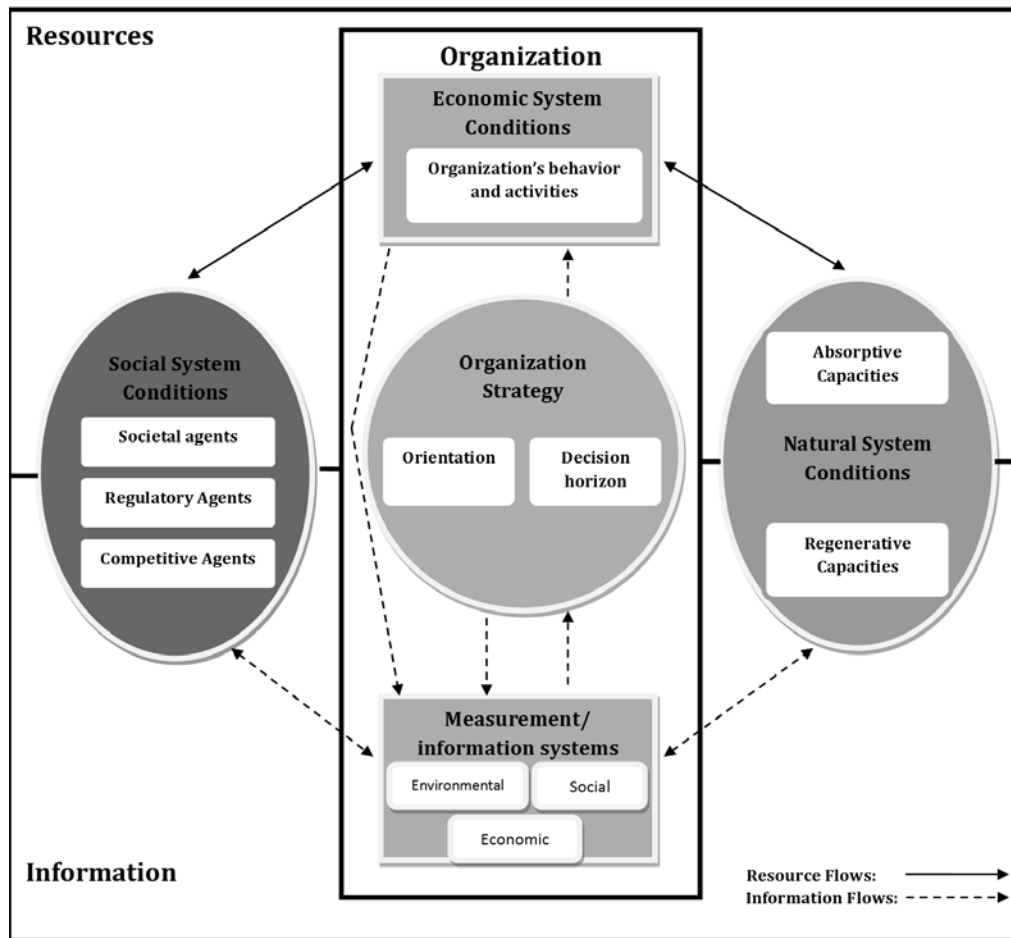 Resources
Organization
Economic System
Conditions
Organization's behavior
and activities
Social System
Conditions
Societal agents
Regulatory Agents
Competitive Agents
Organization
Strategy
Orientation
Decision
horizon
Absorptive
Capacities
Natural System
Conditions
Regenerative
Capacities
Measurement/
information systems
Environmental
Social
Economic
Information
Resource Flows:
Information Flows: